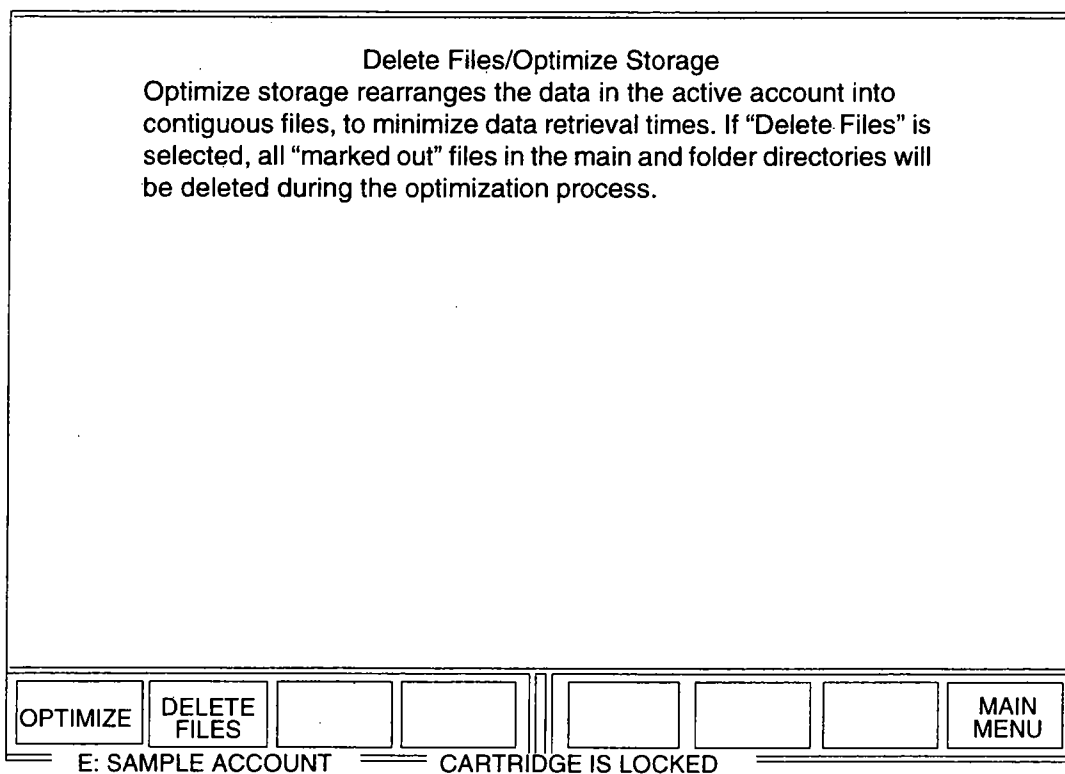 Delete Files/Optimize Storage
Optimize storage rearranges the data in the active account into
contiguous files, to minimize data retrieval times. If “Delete Files” is
selected, all “marked out” files in the main and folder directories will
be deleted during the optimization process.
OPTIMIZE
DELETE
FILES
MAIN
MENU
E: SAMPLE ACCOUNT
CARTRIDGE IS LOCKED